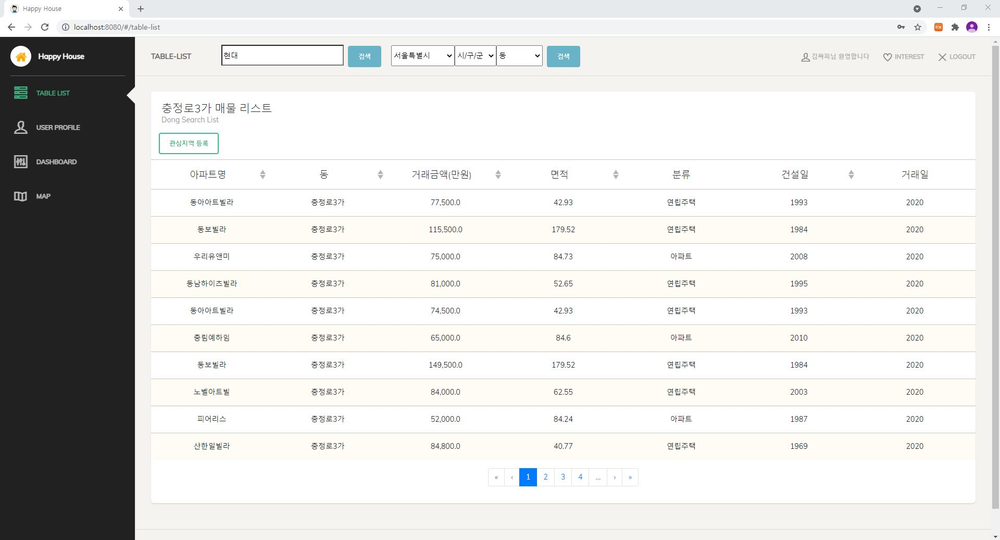 Happy House
localhost:8080/#/table-list
Happy House
TABLE-LIST 현대 검색 서울특별시 시/구/군 동 검색 김싸피님 환영합니다 INTEREST LOGOUT
TABLE LIST
USER PROFILE
DASHBOARD
MAP
충정로3가 매물 리스트
Dong Search List
관심지역 등록
아파트명 동 거래금액(만원) 면적 분류 건설일 거래일
동아아트빌라 충정로3가 77,500.0 42.93 연립주택 1993 2020
동보빌라 충정로3가 115,500.0 179.52 연립주택 1984 2020
우리유앤미 충정로3가 75,000.0 84.73 아파트 2008 2020
동남하이츠빌라 충정로3가 81,000.0 52.65 연립주택 1995 2020
동아아트빌라 충정로3가 74,500.0 42.93 연립주택 1993 2020
충림예하임 충정로3가 65,000.0 84.6 아파트 2010 2020
동보빌라 충정로3가 149,500.0 179.52 연립주택 1984 2020
노벨아트빌 충정로3가 84,000.0 62.55 연립주택 2003 2020
피어리스 충정로3가 52,000.0 84.24 아파트 1987 2020
산한일빌라 충정로3가 84,800.0 40.77 연립주택 1969 2020
« ‹ 1 2 3 4 ... › »